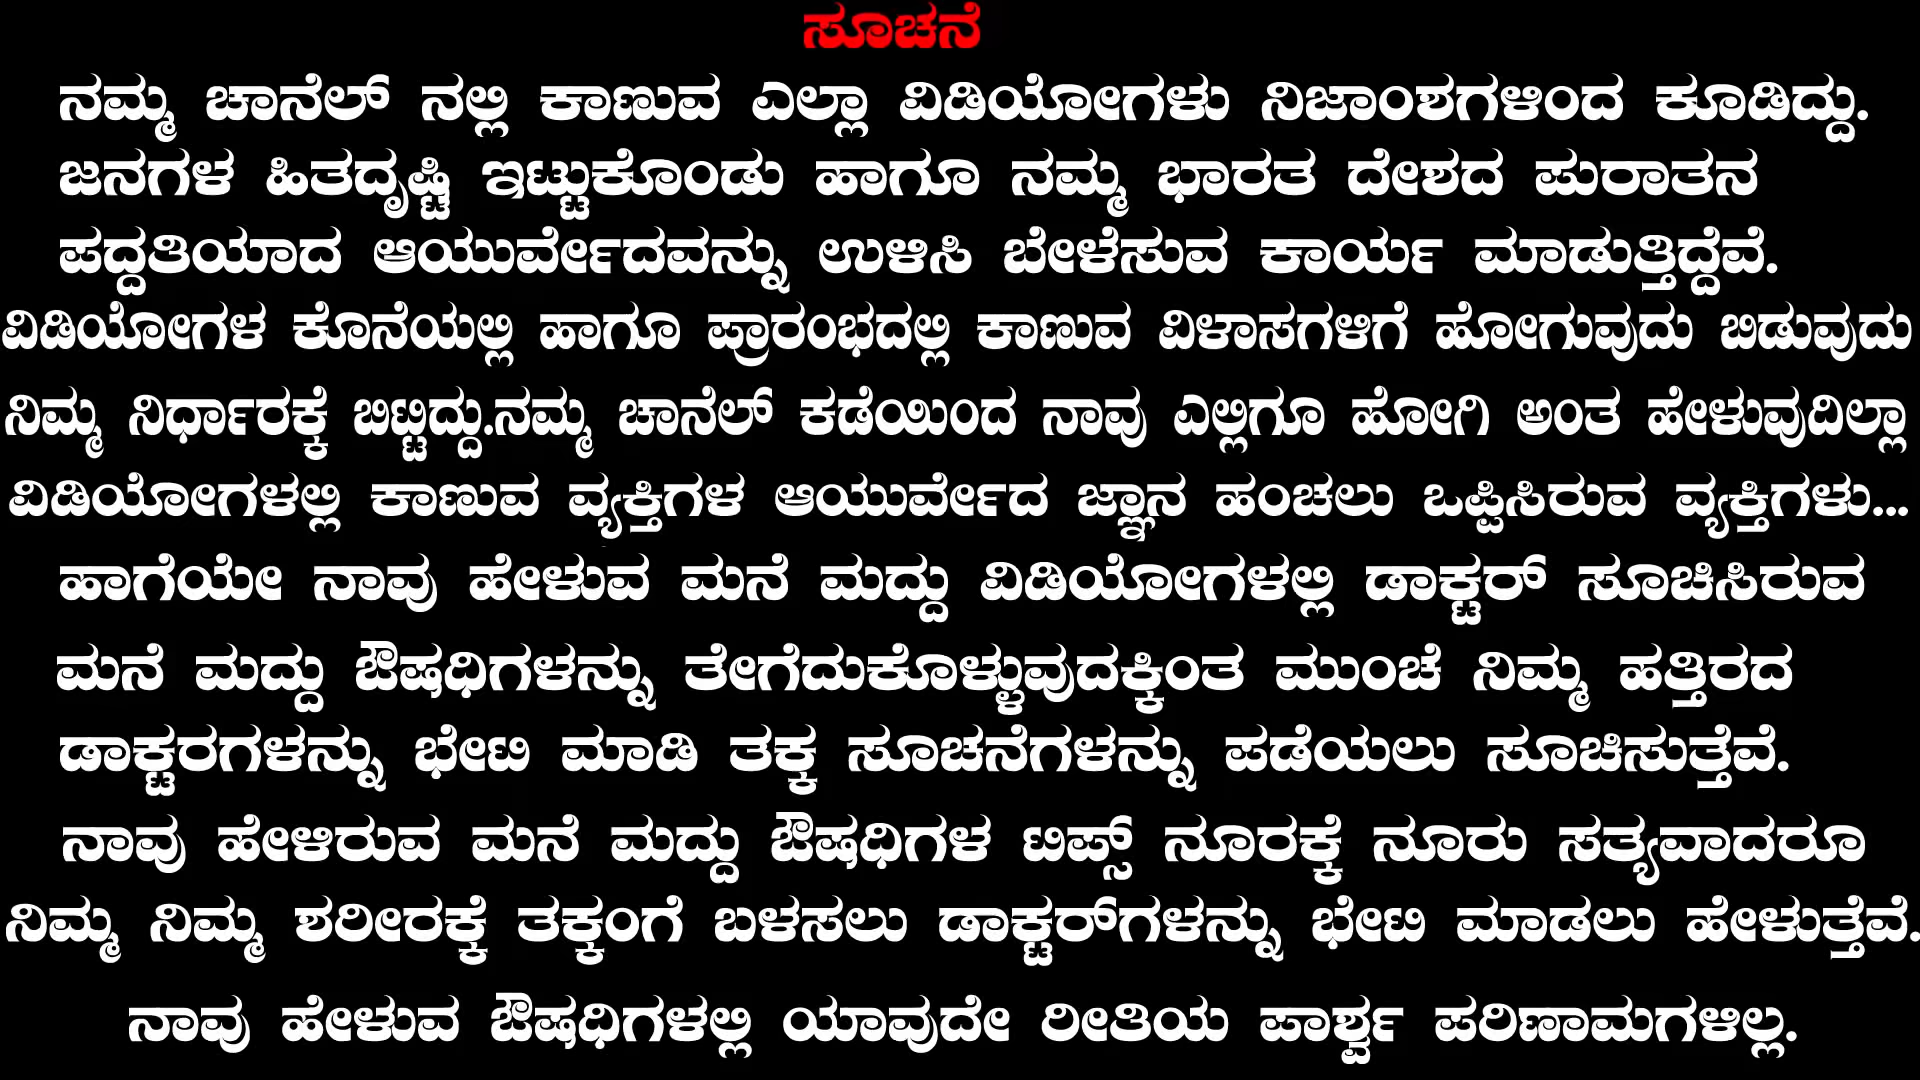 ಸೂಚನೆ
ನಮ್ಮ ಚಾನೆಲ್ ನಲ್ಲಿ ಕಾಣುವ ಎಲ್ಲಾ ವಿಡಿಯೋಗಳು ನಿಜಾಂಶಗಳಿಂದ ಕೂಡಿದ್ದು.
ಜನಗಳ ಹಿತದೃಷ್ಟಿ ಇಟ್ಟುಕೊಂಡು ಹಾಗೂ ನಮ್ಮ ಭಾರತ ದೇಶದ ಪುರಾತನ
ಪದ್ದತಿಯಾದ ಆಯುರ್ವೇದವನ್ನು ಉಳಿಸಿ ಬೇಳೆಸುವ ಕಾರ್ಯ ಮಾಡುತ್ತಿದ್ದೆವೆ.
ವಿಡಿಯೋಗಳ ಕೊನೆಯಲ್ಲಿ ಹಾಗೂ ಪ್ರಾರಂಭದಲ್ಲಿ ಕಾಣುವ ವಿಳಾಸಗಳಿಗೆ ಹೋಗುವುದು ಬಿಡುವುದು
ನಿಮ್ಮ ನಿರ್ಧಾರಕ್ಕೆ ಬಿಟ್ಟಿದ್ದು.ನಮ್ಮ ಚಾನೆಲ್ ಕಡೆಯಿಂದ ನಾವು ಎಲ್ಲಿಗೂ ಹೋಗಿ ಅಂತ ಹೇಳುವುದಿಲ್ಲಾ
ವಿಡಿಯೋಗಳಲ್ಲಿ ಕಾಣುವ ವ್ಯಕ್ತಿಗಳ ಆಯುರ್ವೇದ ಜ್ಞಾನ ಹಂಚಲು ಒಪ್ಪಿಸಿರುವ ವ್ಯಕ್ತಿಗಳು...
ಹಾಗೆಯೇ ನಾವು ಹೇಳುವ ಮನೆ ಮದ್ದು ವಿಡಿಯೋಗಳಲ್ಲಿ ಡಾಕ್ಟರ್ ಸೂಚಿಸಿರುವ
ಮನೆ ಮದ್ದು ಔಷಧಿಗಳನ್ನು ತೇಗೆದುಕೊಳ್ಳುವುದಕ್ಕಿಂತ ಮುಂಚೆ ನಿಮ್ಮ ಹತ್ತಿರದ
ಡಾಕ್ಟರಗಳನ್ನು ಭೇಟಿ ಮಾಡಿ ತಕ್ಕ ಸೂಚನೆಗಳನ್ನು ಪಡೆಯಲು ಸೂಚಿಸುತ್ತೆವೆ.
ನಾವು ಹೇಳಿರುವ ಮನೆ ಮದ್ದು ಔಷಧಿಗಳ ಟಿಪ್ಸ್ ನೂರಕ್ಕೆ ನೂರು ಸತ್ಯವಾದರೂ
ನಿಮ್ಮ ನಿಮ್ಮ ಶರೀರಕ್ಕೆ ತಕ್ಕಂಗೆ ಬಳಸಲು ಡಾಕ್ಟರ್‌ಗಳನ್ನು ಭೇಟಿ ಮಾಡಲು ಹೇಳುತ್ತೆವೆ.
ನಾವು ಹೇಳುವ ಔಷಧಿಗಳಲ್ಲಿ ಯಾವುದೇ ರೀತಿಯ ಪಾರ್ಶ್ವ ಪರಿಣಾಮಗಳಿಲ್ಲ.